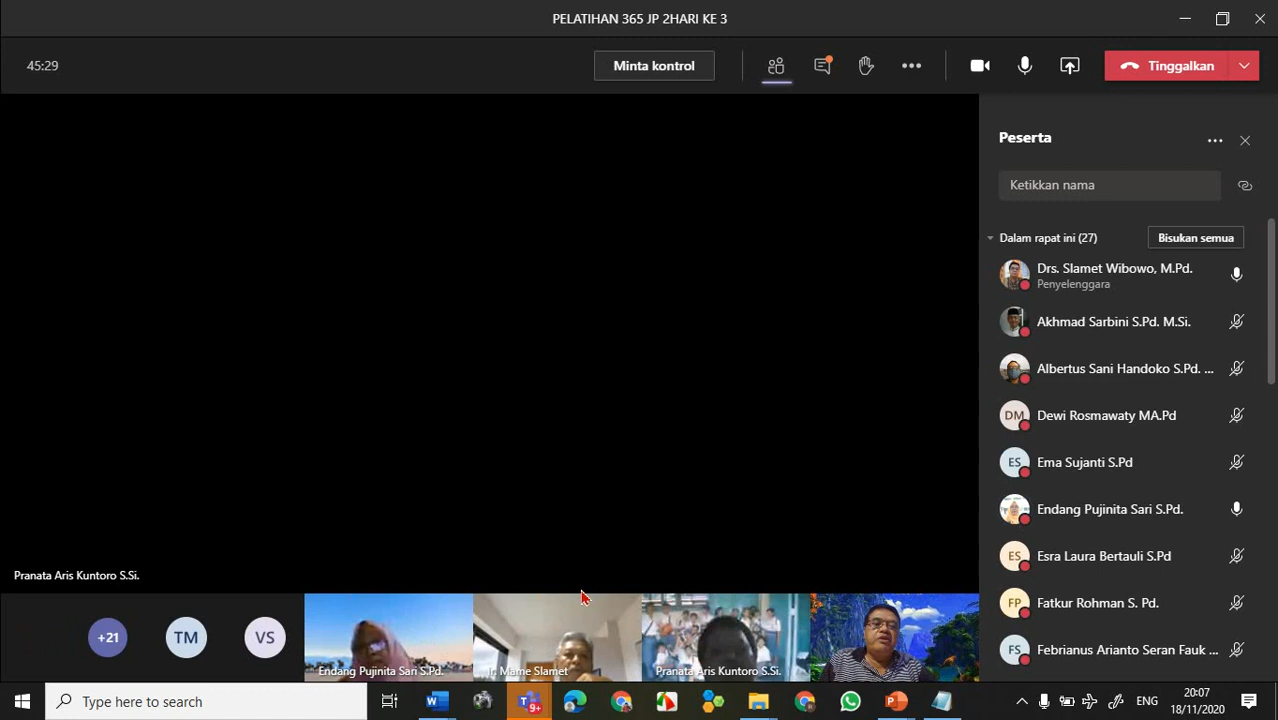 PELATIHAN 365 JP 2HARI KE 3
45:29
Minta kontrol
Tinggalkan
Peserta
Ketikkan nama
Dalam rapat ini (27)
Bisukan semua
Drs. Slamet Wibowo, M.Pd.
Penyelenggara
Akhmad Sarbini S.Pd. M.Si.
Albertus Sani Handoko S.Pd. ...
DM
Dewi Rosmawaty MA.Pd
ES
Ema Sujanti S.Pd
Endang Pujinita Sari S.Pd.
ES
Esra Laura Bertauli S.Pd
FP
Fatkur Rohman S. Pd.
FS
Febrianus Arianto Seran Fauk ...
Pranata Aris Kuntoro S.Si.
+21
TM
VS
Endang Pujinita Sari S.Pd.
Ir Mame Slamet
Pranata Aris Kuntoro S.Si.
Type here to search
9+
ENG
20:07
18/11/2020